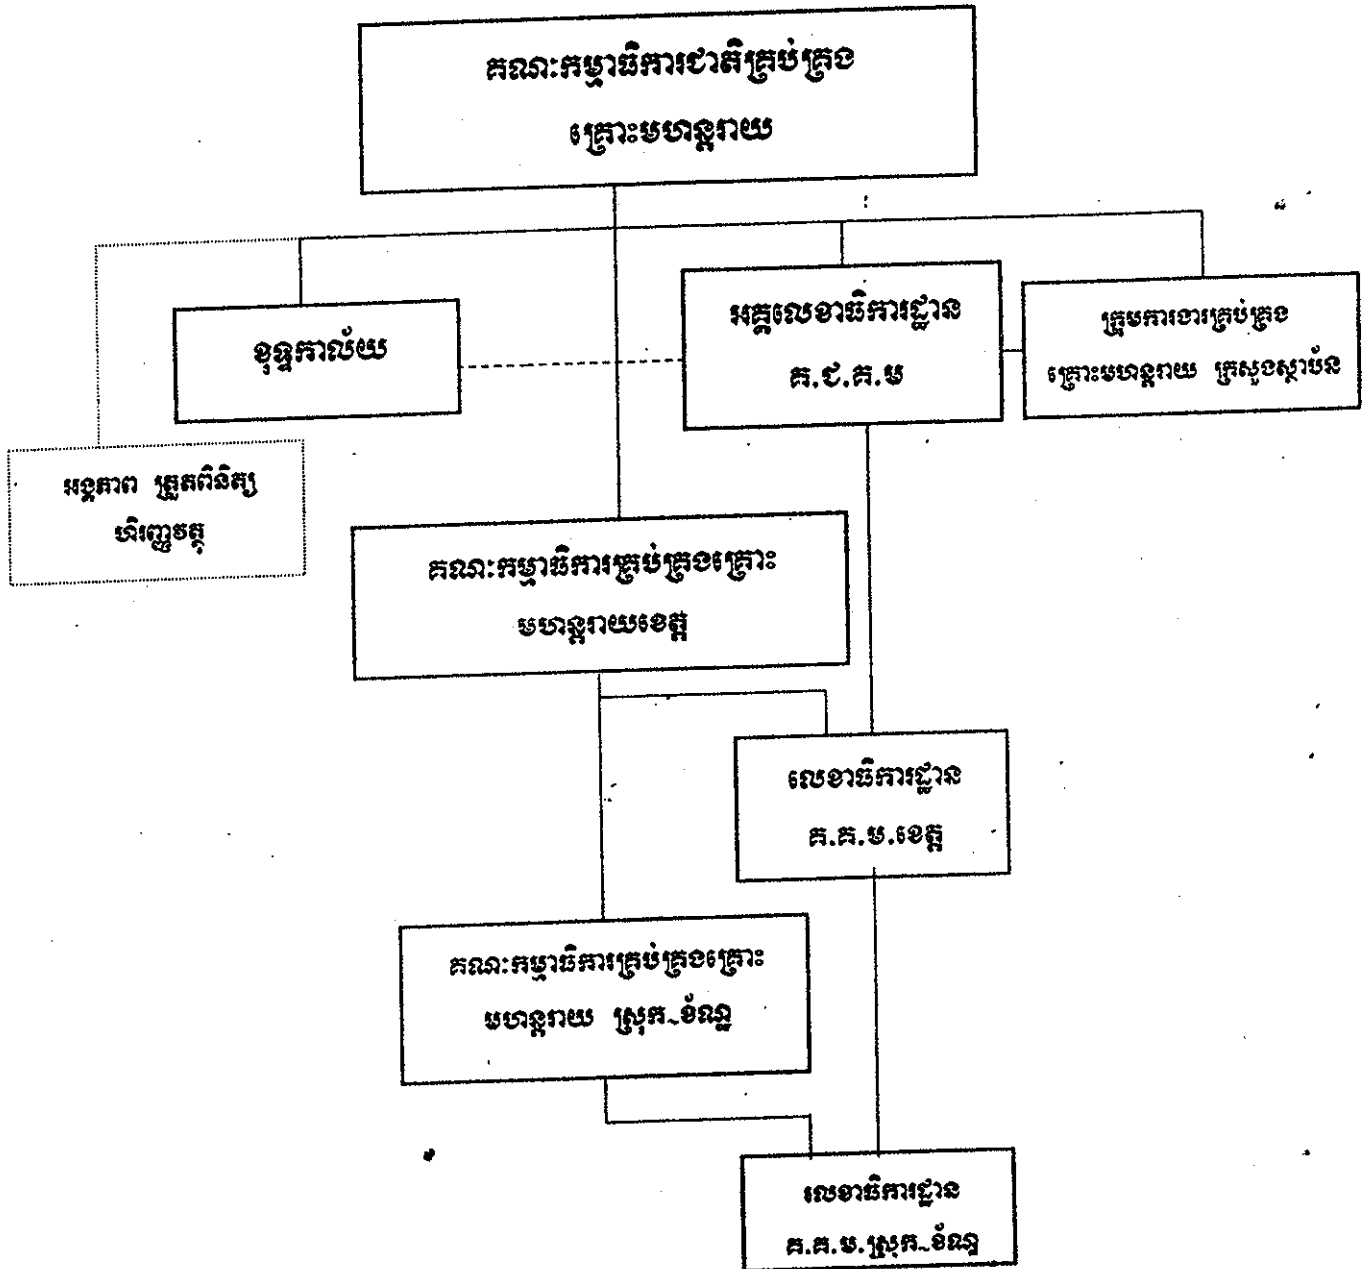 គណៈកម្មាធិការជាតិគ្រប់គ្រង
គ្រោះមហន្តរាយ
ខុទ្ទកាល័យ
អគ្គលេខាធិការដ្ឋាន
គ.ជ.គ.ម
ក្រុមការងារគ្រប់គ្រង
គ្រោះមហន្តរាយ ក្រសួងស្ថាប័ន
អង្គភាព ត្រួតពិនិត្យ
ហិរញ្ញវត្ថុ
គណៈកម្មាធិការគ្រប់គ្រងគ្រោះ
មហន្តរាយខេត្ត
លេខាធិការដ្ឋាន
គ.គ.ម.ខេត្ត
គណៈកម្មាធិការគ្រប់គ្រងគ្រោះ
មហន្តរាយ ស្រុក~ខ័ណ្ឌ
លេខាធិការដ្ឋាន
គ.គ.ម.ស្រុក~ខ័ណ្ឌ